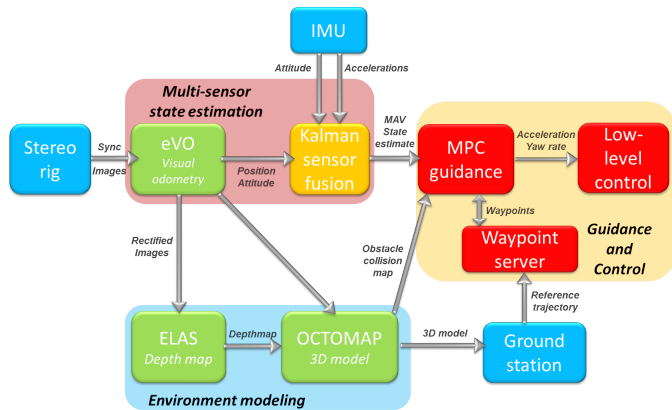 IMU
Attitude
Accelerations
Multi-sensor
state estimation
Stereo
rig
Sync
Images
eVO
Visual
odometry
Position
Attitude
Kalman
sensor
fusion
MAV
State
estimate
MPC
guidance
Acceleration
Yaw rate
Low-
level
control
Waypoints
Waypoint
server
Guidance
and
Control
Rectified
Images
Obstacle
collision
map
Reference
trajectory
ELAS
Depth map
Depthmap
OCTOMAP
3D model
3D model
Ground
station
Environment modeling